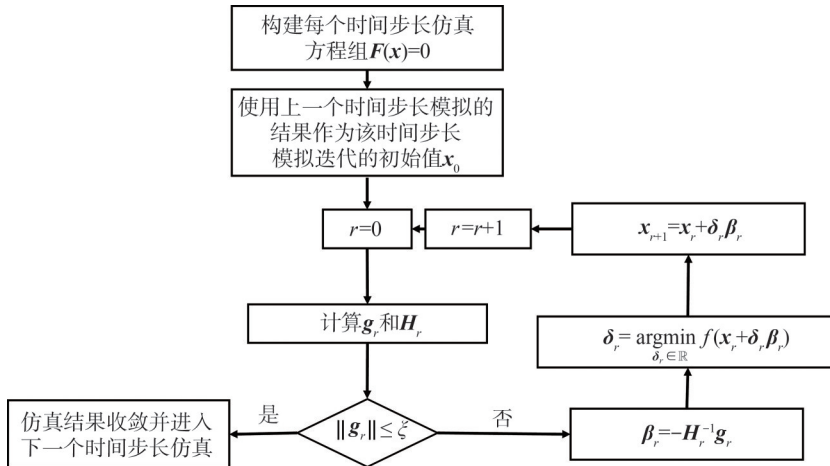 构建每个时间步长仿真
方程组F(x)=0
使用上一个时间步长模拟的
结果作为该时间步长
模拟迭代的初始值x₀
r=0
r=r+1
xᵣ₊₁=xᵣ+δᵣβᵣ
计算gᵣ和Hᵣ
δᵣ= argmin f(xᵣ+δᵣβᵣ)
δᵣ∈ℝ
仿真结果收敛并进入
下一个时间步长仿真
是
‖gᵣ‖≤ξ
否
βᵣ=−Hᵣ⁻¹gᵣ